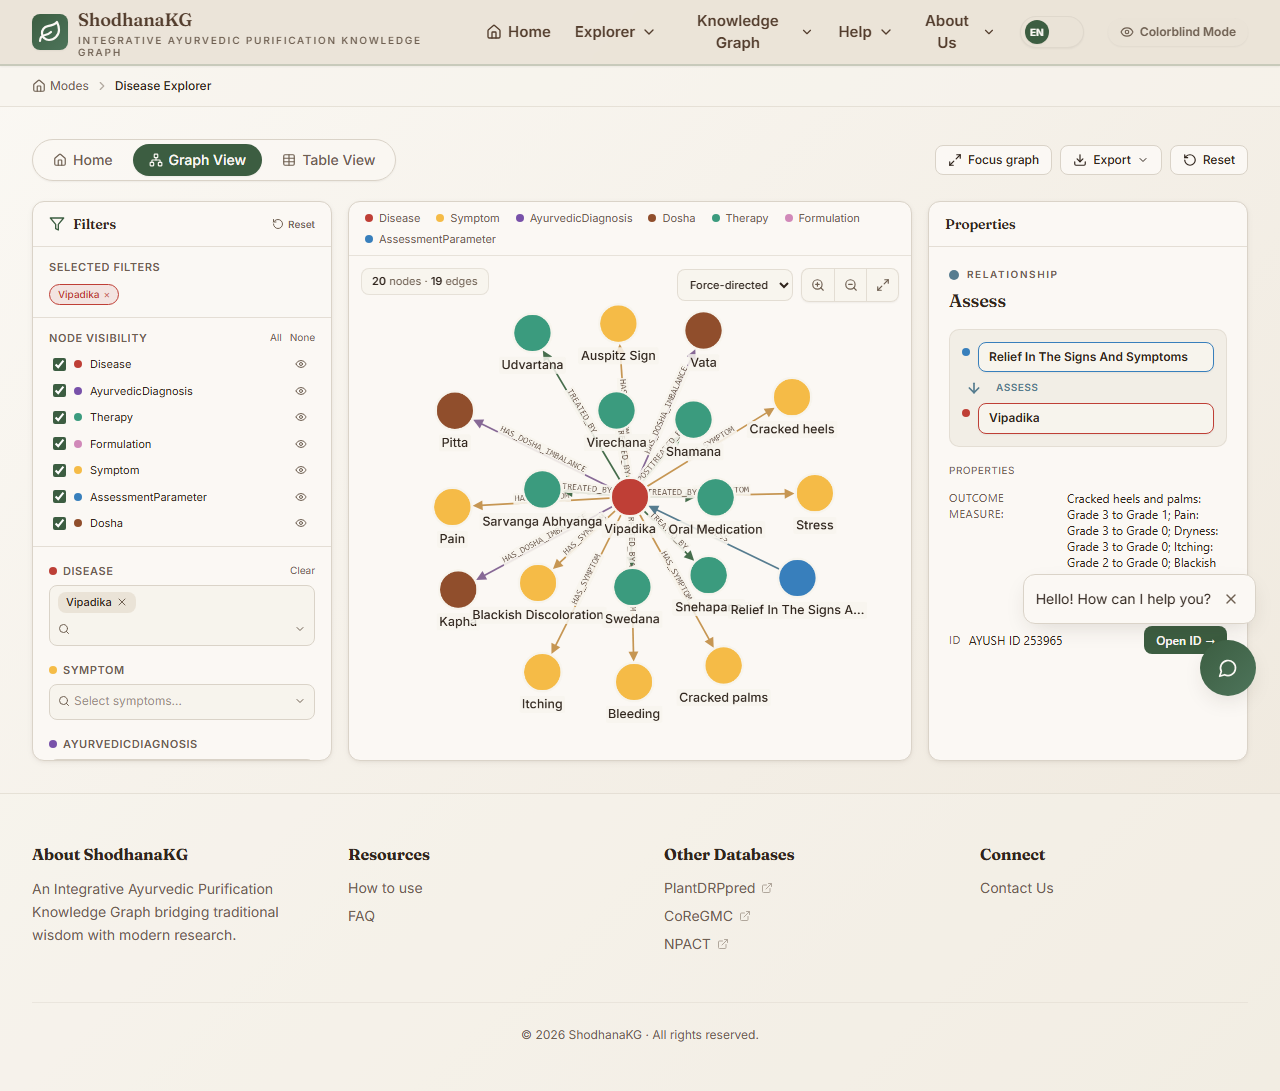 ShodhanaKG
INTEGRATIVE AYURVEDIC PURIFICATION KNOWLEDGE
GRAPH
Home
Explorer
Knowledge
Graph
Help
About
Us
EN
Colorblind Mode
Modes
Disease Explorer
Home
Graph View
Table View
Focus graph
Export
Reset
Filters
Reset
SELECTED FILTERS
Vipadika ×
NODE VISIBILITY
All None
Disease
AyurvedicDiagnosis
Therapy
Formulation
Symptom
AssessmentParameter
Dosha
DISEASE
Clear
Vipadika ×
SYMPTOM
Select symptoms...
AYURVEDICDIAGNOSIS
Disease Symptom AyurvedicDiagnosis Dosha Therapy Formulation
AssessmentParameter
20 nodes · 19 edges
Force-directed
Udvartana
Auspitz Sign
Vata
Cracked heels
Pitta
Virechana
Shamana
HAS_DOSHA_IMBALANCE
TREATED_BY
Pain
Sarvanga Abhyanga
TREATED_BY
Vipadika
TREATED_BY
Oral Medication
Stress
Kapha
Blackish Discoloration
Swedana
Snehapa
Relief In The Signs A...
HAS_SYMPTOM
HAS_SYMPTOM
Itching
Bleeding
Cracked palms
Properties
RELATIONSHIP
Assess
Relief In The Signs And Symptoms
ASSESS
Vipadika
PROPERTIES
OUTCOME
MEASURE:
Cracked heels and palms:
Grade 3 to Grade 1; Pain:
Grade 3 to Grade 0; Dryness:
Grade 3 to Grade 0; Itching:
Grade 2 to Grade 0; Blackish
Hello! How can I help you?
ID AYUSH ID 253965
Open ID →
About ShodhanaKG
An Integrative Ayurvedic Purification
Knowledge Graph bridging traditional
wisdom with modern research.
Resources
How to use
FAQ
Other Databases
PlantDRPpred
CoReGMC
NPACT
Connect
Contact Us
© 2026 ShodhanaKG · All rights reserved.